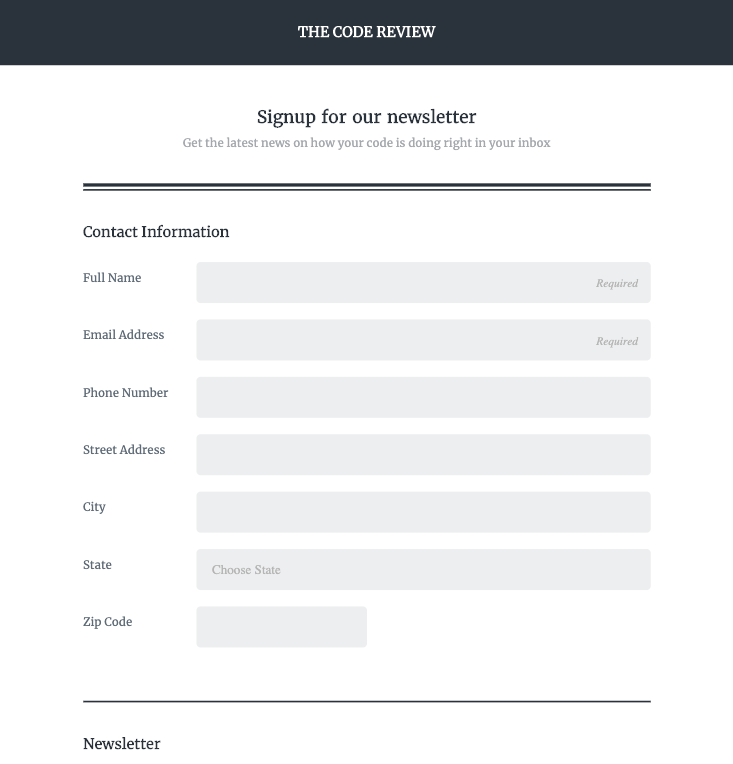 THE CODE REVIEW
Signup for our newsletter
Get the latest news on how your code is doing right in your inbox
Contact Information
Full Name
Required
Email Address
Required
Phone Number
Street Address
City
State
Choose State
Zip Code
Newsletter